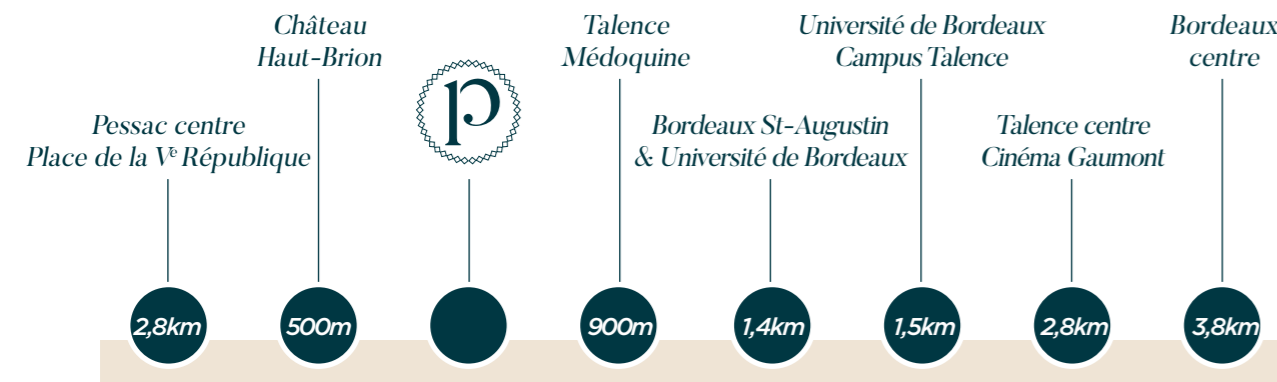 Château
Haut-Brion
Talence
Médoquine
Université de Bordeaux
Campus Talence
Bordeaux
centre
p
Pessac centre
Place de la Vᵉ République
Bordeaux St-Augustin
& Université de Bordeaux
Talence centre
Cinéma Gaumont
2,8km
500m
900m
1,4km
1,5km
2,8km
3,8km